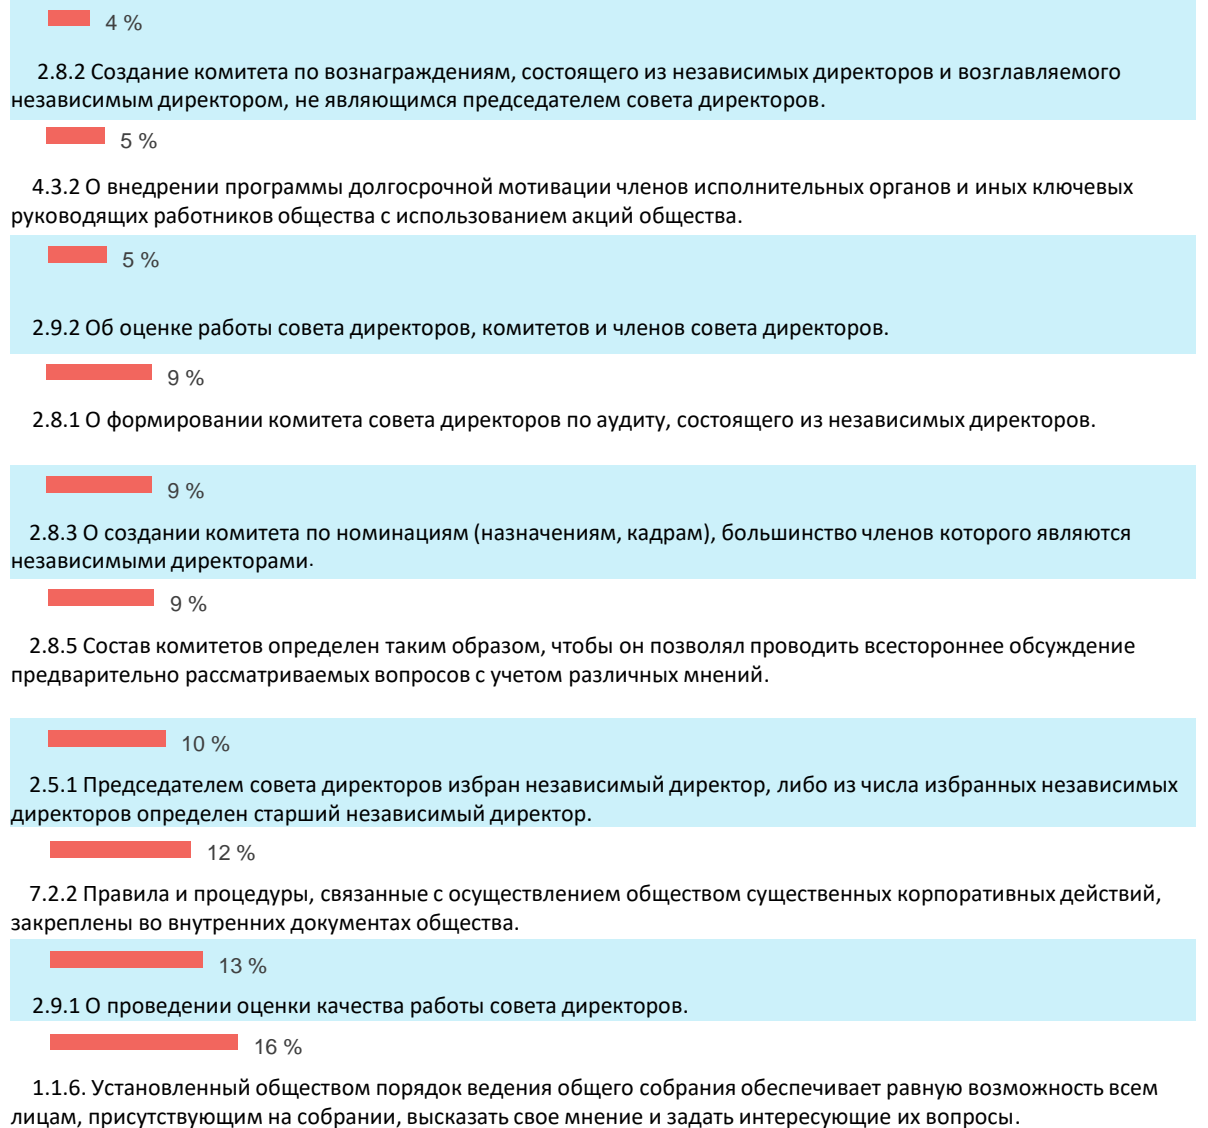 4 %
2.8.2 Создание комитета по вознаграждениям, состоящего из независимых директоров и возглавляемого
независимым директором, не являющимся председателем совета директоров.
5 %
4.3.2 О внедрении программы долгосрочной мотивации членов исполнительных органов и иных ключевых
руководящих работников общества с использованием акций общества.
5 %
2.9.2 Об оценке работы совета директоров, комитетов и членов совета директоров.
9 %
2.8.1 О формировании комитета совета директоров по аудиту, состоящего из независимых директоров.
9 %
2.8.3 О создании комитета по номинациям (назначениям, кадрам), большинство членов которого являются
независимыми директорами.
9 %
2.8.5 Состав комитетов определен таким образом, чтобы он позволял проводить всестороннее обсуждение
предварительно рассматриваемых вопросов с учетом различных мнений.
10 %
2.5.1 Председателем совета директоров избран независимый директор, либо из числа избранных независимых
директоров определен старший независимый директор.
12 %
7.2.2 Правила и процедуры, связанные с осуществлением обществом существенных корпоративных действий,
закреплены во внутренних документах общества.
13 %
2.9.1 О проведении оценки качества работы совета директоров.
16 %
1.1.6. Установленный обществом порядок ведения общего собрания обеспечивает равную возможность всем
лицам, присутствующим на собрании, высказать свое мнение и задать интересующие их вопросы.